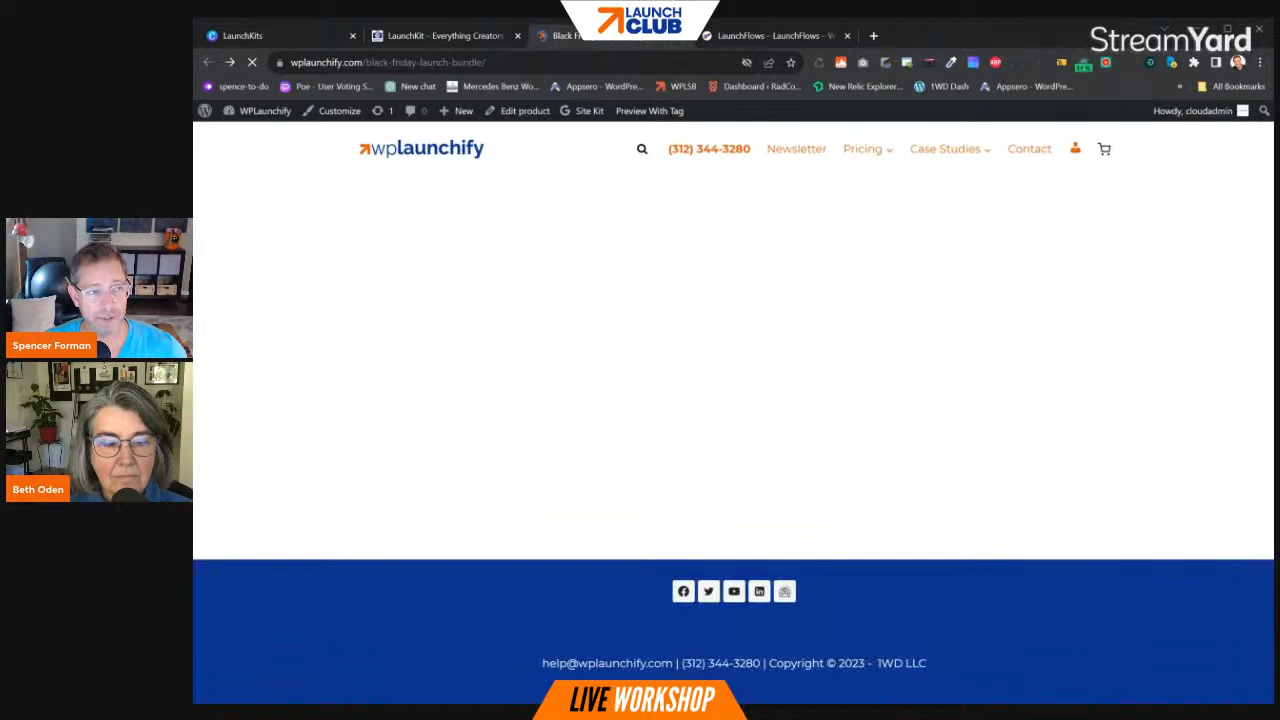 LAUNCH
CLUB
StreamYard
LaunchKits
LaunchKit – Everything Creators
Black Fri
LaunchFlows – LaunchFlows – W
wplaunchify.com/black-friday-launch-bundle/
spence-to-do
Poe - User Voting S...
New chat
Mercedes Benz Wo...
Appsero - WordPre...
WPLSB
Dashboard ‹ RadCo...
New Relic Explorer...
1WD Dash
Appsero - WordPre...
»
All Bookmarks
WPLaunchify
Customize
1
0
New
Edit product
Site Kit
Preview With Tag
Howdy, cloudadmin
wplaunchify
(312) 344-3280
Newsletter
Pricing
Case Studies
Contact
Spencer Forman
Beth Oden
help@wplaunchify.com | (312) 344-3280 | Copyright © 2023 - 1WD LLC
LIVE WORKSHOP